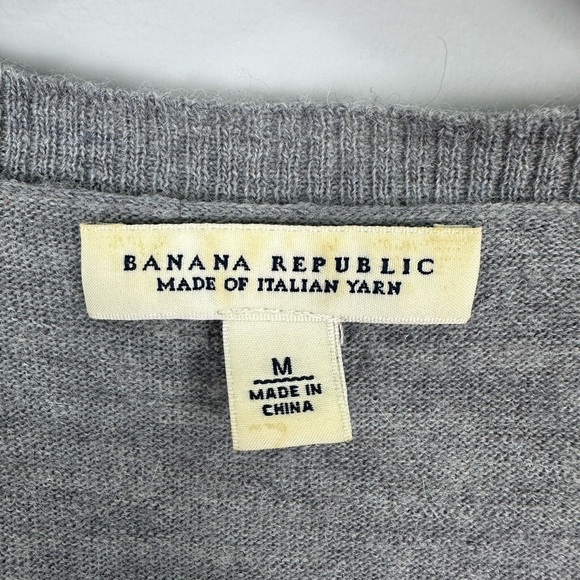 BANANA REPUBLIC
MADE OF ITALIAN YARN
M
MADE IN
CHINA